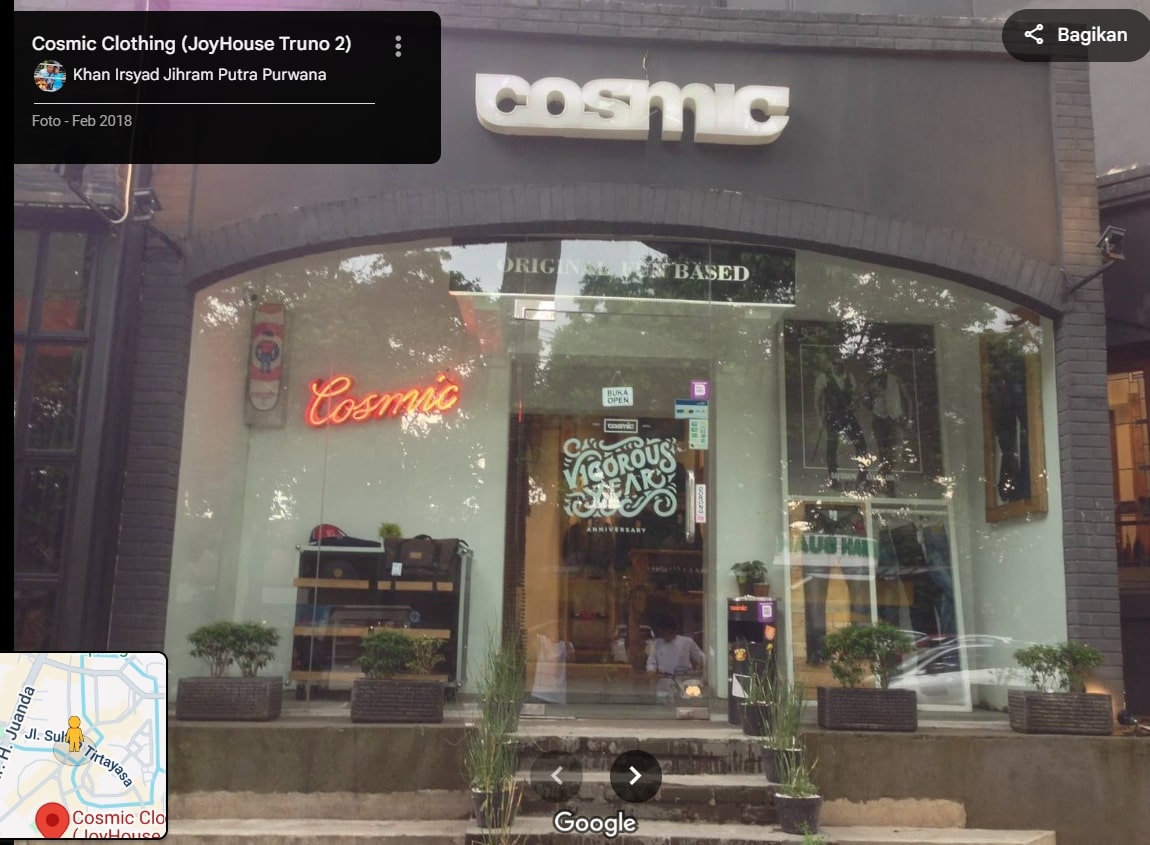 Cosmic Clothing (JoyHouse Truno 2)
Khan Irsyad Jihram Putra Purwana
Foto - Feb 2018
Bagikan
cosmic
ORIGINAL FUN BASED
Cosmic
BUKA
OPEN
cosmic
VIGOROUS
YEAR
ANNIVERSARY
H. Juanda
Jl. Sul
Tirtayasa
Cosmic Clo
(JoyHouse
Google